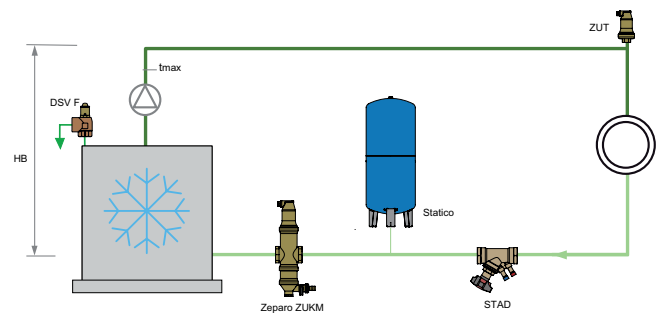 ZUT
tmax
DSV F
HB
Statico
Zeparo ZUKM
STAD